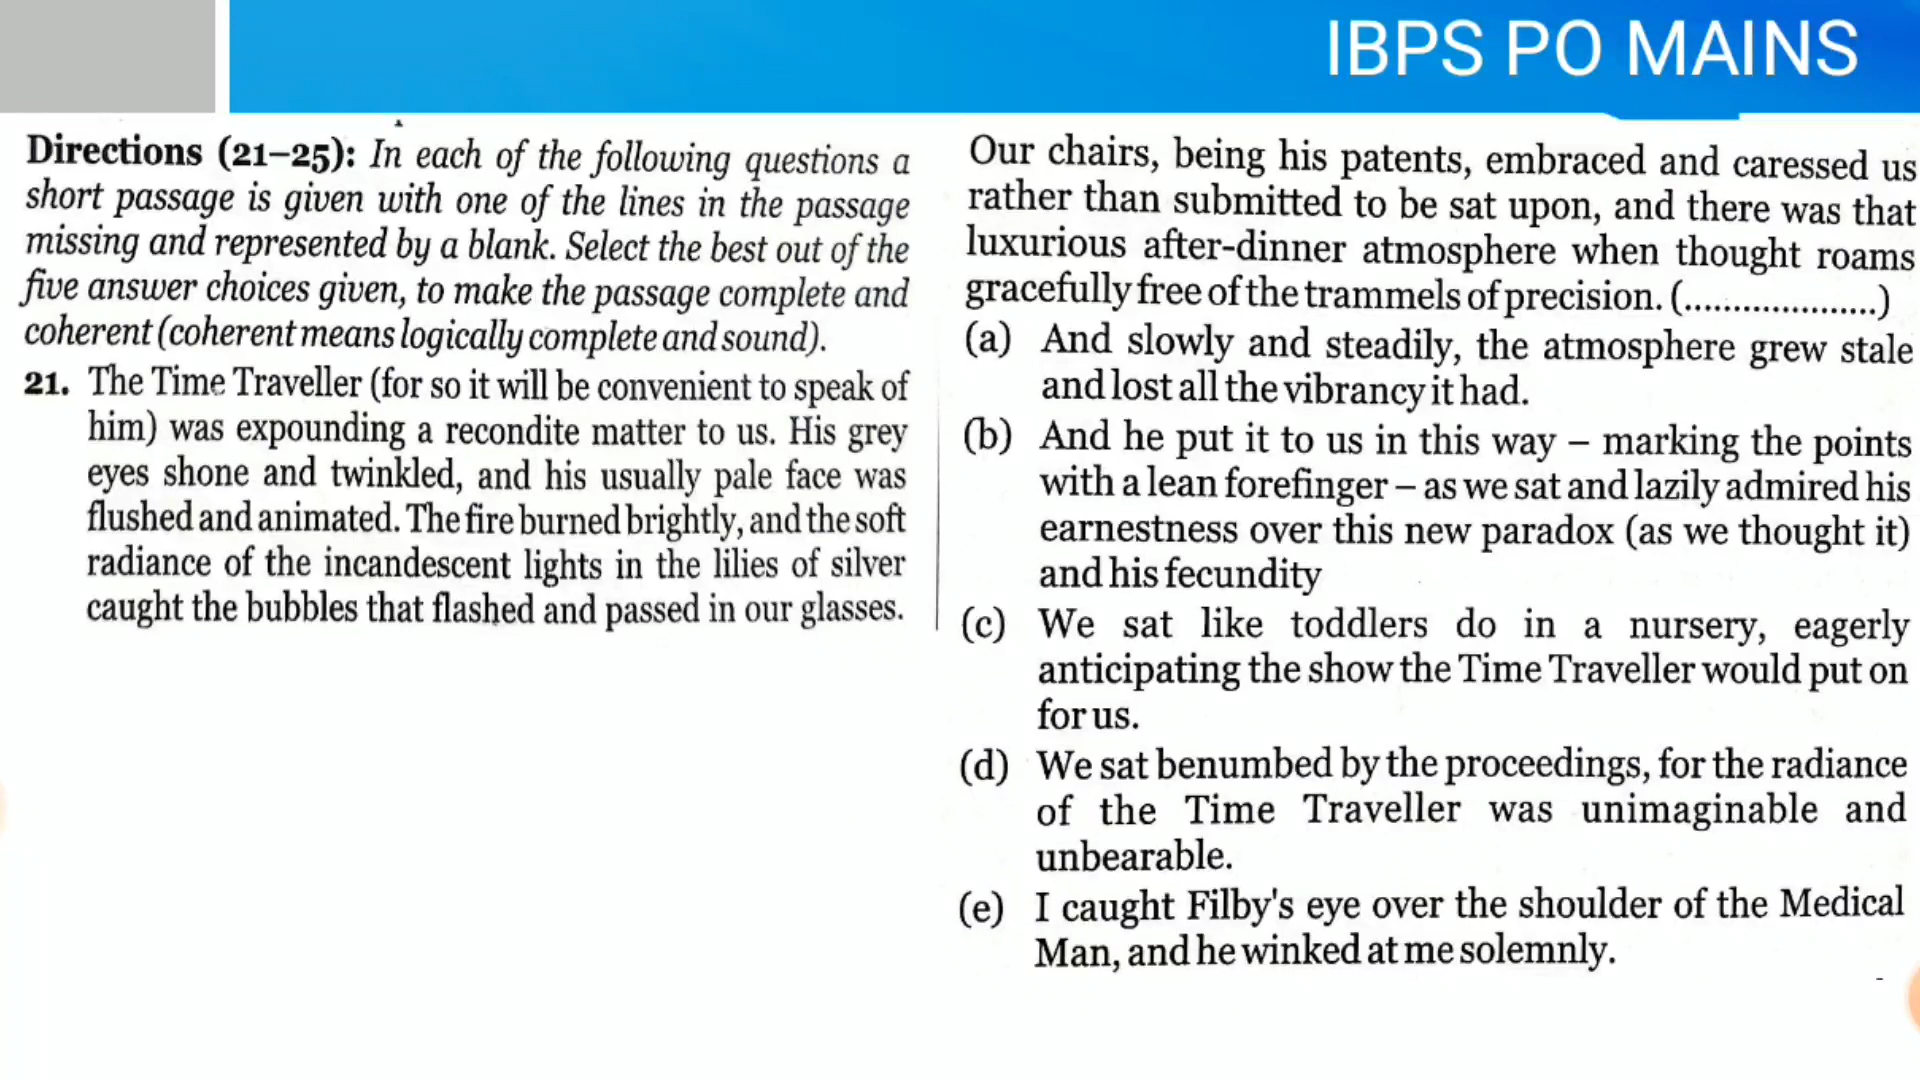 IBPS PO MAINS
Directions (21–25): In each of the following questions a
short passage is given with one of the lines in the passage
missing and represented by a blank. Select the best out of the
five answer choices given, to make the passage complete and
coherent (coherent means logically complete and sound).
21. The Time Traveller (for so it will be convenient to speak of
him) was expounding a recondite matter to us. His grey
eyes shone and twinkled, and his usually pale face was
flushed and animated. The fire burned brightly, and the soft
radiance of the incandescent lights in the lilies of silver
caught the bubbles that flashed and passed in our glasses.
Our chairs, being his patents, embraced and caressed us
rather than submitted to be sat upon, and there was that
luxurious after-dinner atmosphere when thought roams
gracefully free of the trammels of precision. (.....................)
(a) And slowly and steadily, the atmosphere grew stale
and lost all the vibrancy it had.
(b) And he put it to us in this way – marking the points
with a lean forefinger – as we sat and lazily admired his
earnestness over this new paradox (as we thought it)
and his fecundity
(c) We sat like toddlers do in a nursery, eagerly
anticipating the show the Time Traveller would put on
for us.
(d) We sat benumbed by the proceedings, for the radiance
of the Time Traveller was unimaginable and
unbearable.
(e) I caught Filby's eye over the shoulder of the Medical
Man, and he winked at me solemnly.